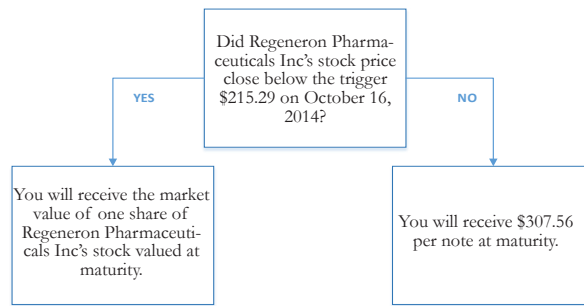 Did Regeneron Pharma-
ceuticals Inc's stock price
close below the trigger
$215.29 on October 16,
2014?
YES
NO
You will receive the market
value of one share of
Regeneron Pharmaceuti-
cals Inc's stock valued at
maturity.
You will receive $307.56
per note at maturity.